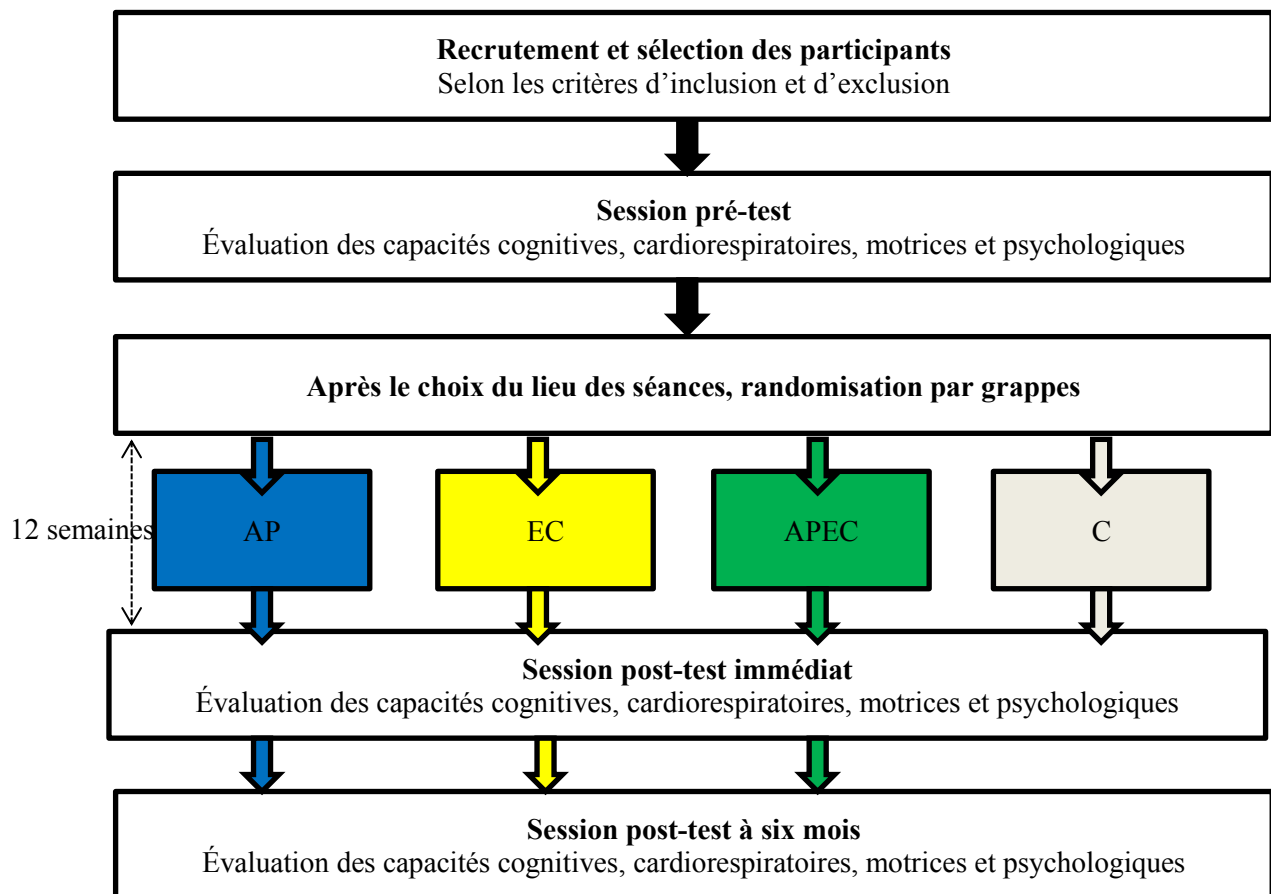 Recrutement et sélection des participants
Selon les critères d’inclusion et d’exclusion
Session pré-test
Évaluation des capacités cognitives, cardiorespiratoires, motrices et psychologiques
Après le choix du lieu des séances, randomisation par grappes
12 semaines
AP
EC
APEC
C
Session post-test immédiat
Évaluation des capacités cognitives, cardiorespiratoires, motrices et psychologiques
Session post-test à six mois
Évaluation des capacités cognitives, cardiorespiratoires, motrices et psychologiques